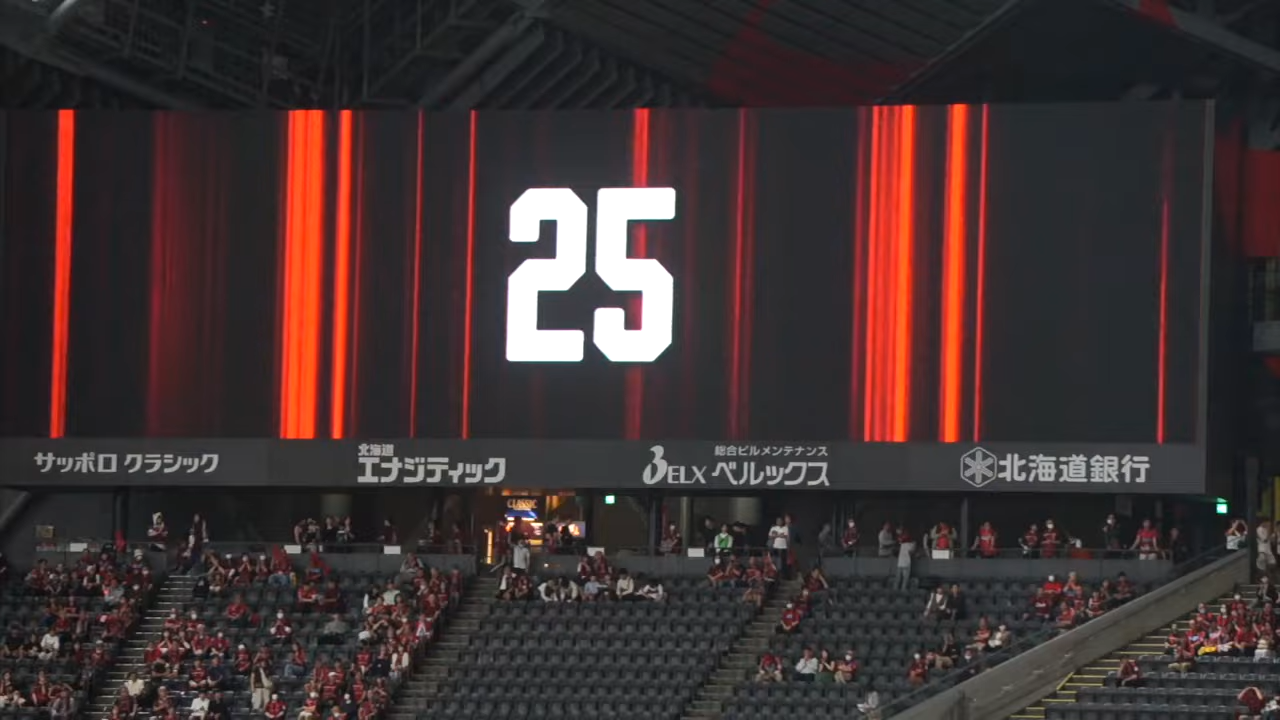 25
サッポロ クラシック
北海道
エナジティック
BELX
総合ビルメンテナンス
ベルックス
北海道銀行
CLASSIC